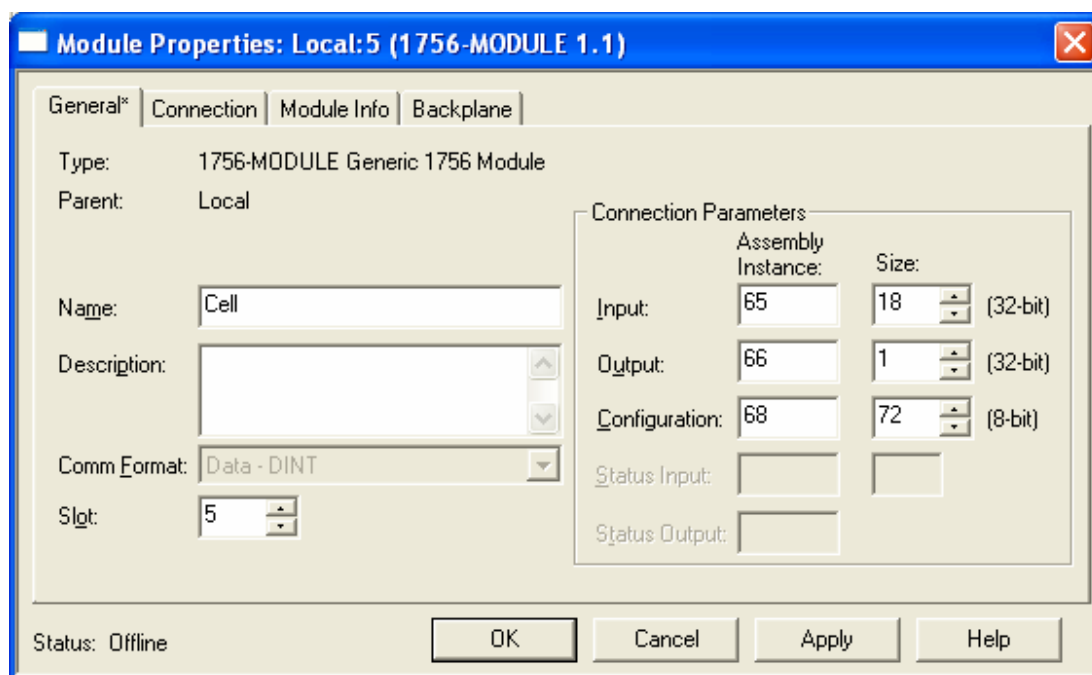 Module Properties: Local:5 (1756-MODULE 1.1)
General* Connection Module Info Backplane
Type: 1756-MODULE Generic 1756 Module
Parent: Local
Connection Parameters
Assembly
Instance: Size:
Name: Cell
Input: 65 18 (32-bit)
Description:
Output: 66 1 (32-bit)
Configuration: 68 72 (8-bit)
Comm Format: Data - DINT
Status Input:
Slot: 5
Status Output:
Status: Offline OK Cancel Apply Help